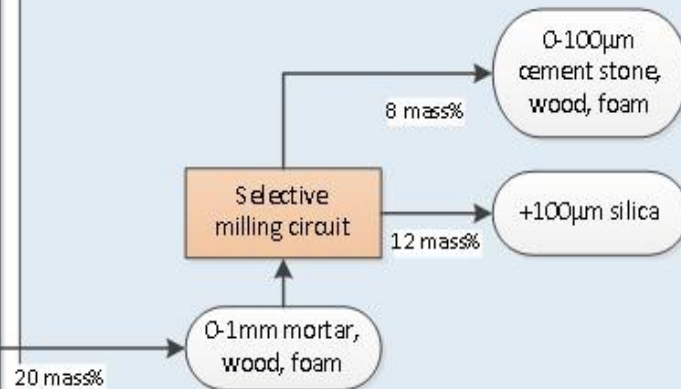 0-100µm
cement stone,
wood, foam
8 mass%
Selective
milling circuit
+100µm silica
12 mass%
0-1mm mortar,
wood, foam
20 mass%